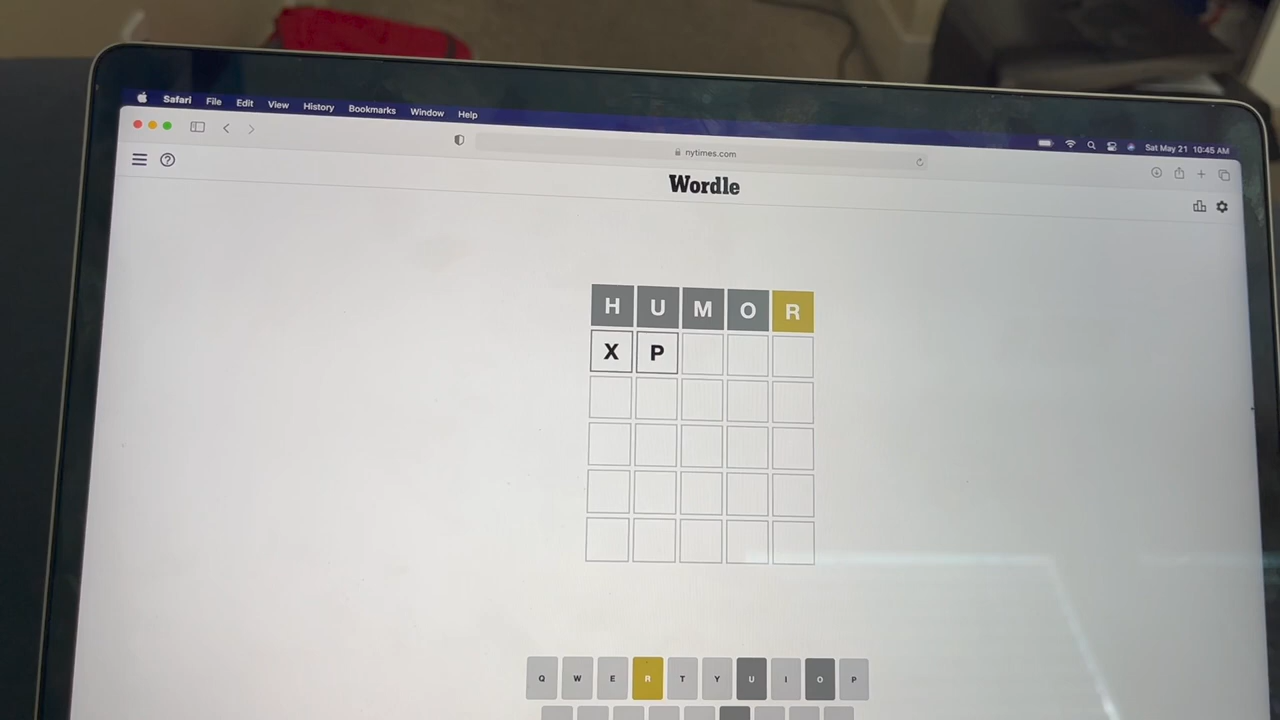 Safari File Edit View History Bookmarks Window Help Sat May 21 10:45 AM
nytimes.com
Wordle
H U M O R
X P
Q W E R T Y U I O P